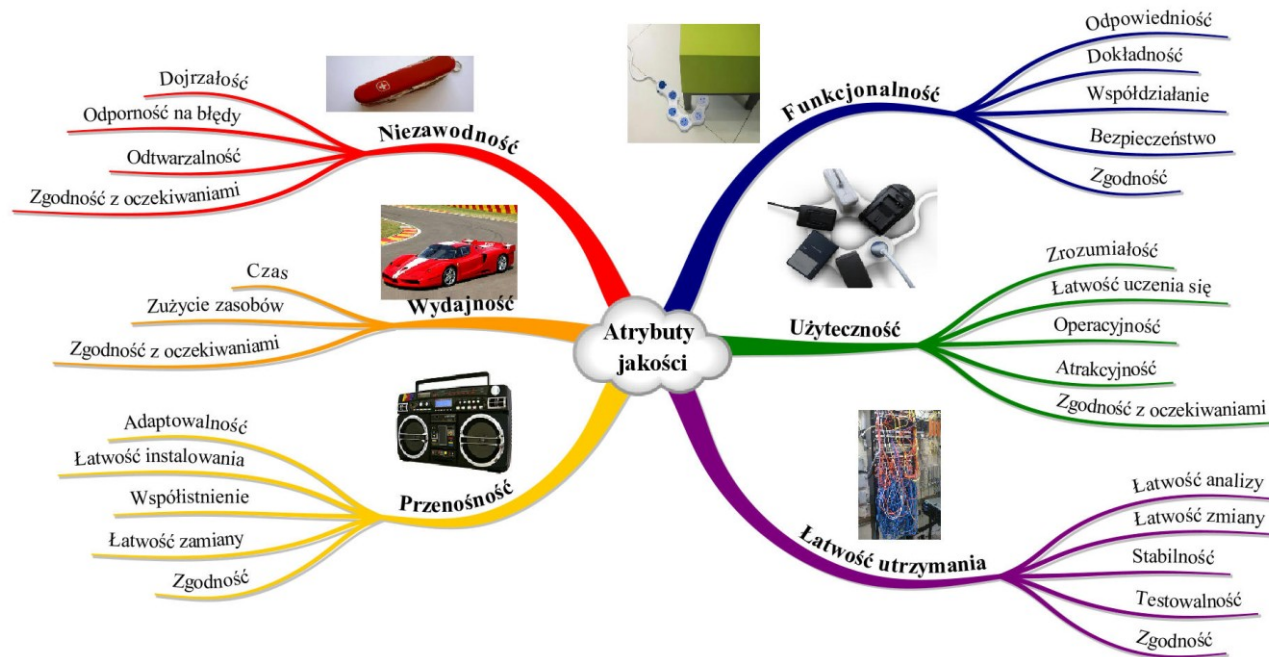 Atrybuty
jakości
Funkcjonalność
Odpowiedniość
Dokładność
Współdziałanie
Bezpieczeństwo
Zgodność
Użyteczność
Zrozumiałość
Łatwość uczenia się
Operacyjność
Atrakcyjność
Zgodność z oczekiwaniami
Łatwość utrzymania
Łatwość analizy
Łatwość zmiany
Stabilność
Testowalność
Zgodność
Niezawodność
Dojrzałość
Odporność na błędy
Odtwarzalność
Zgodność z oczekiwaniami
Wydajność
Czas
Zużycie zasobów
Zgodność z oczekiwaniami
Przenośność
Adaptowalność
Łatwość instalowania
Współistnienie
Łatwość zamiany
Zgodność